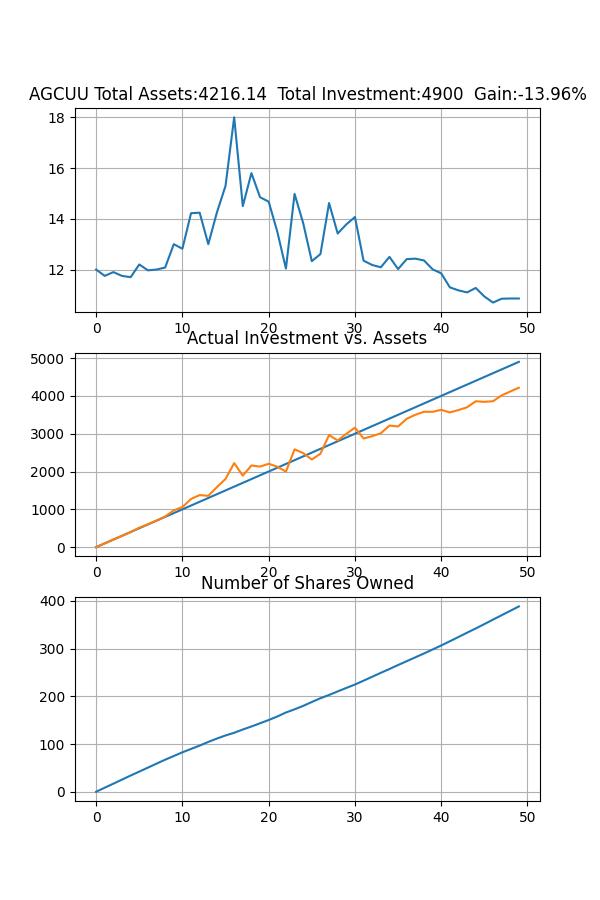 AGCUU Total Assets:4216.14  Total Investment:4900  Gain:-13.96%
18
16
14
12
0 10 20 30 40 50
Actual Investment vs. Assets
5000
4000
3000
2000
1000
0
0 10 20 30 40 50
Number of Shares Owned
400
300
200
100
0
0 10 20 30 40 50